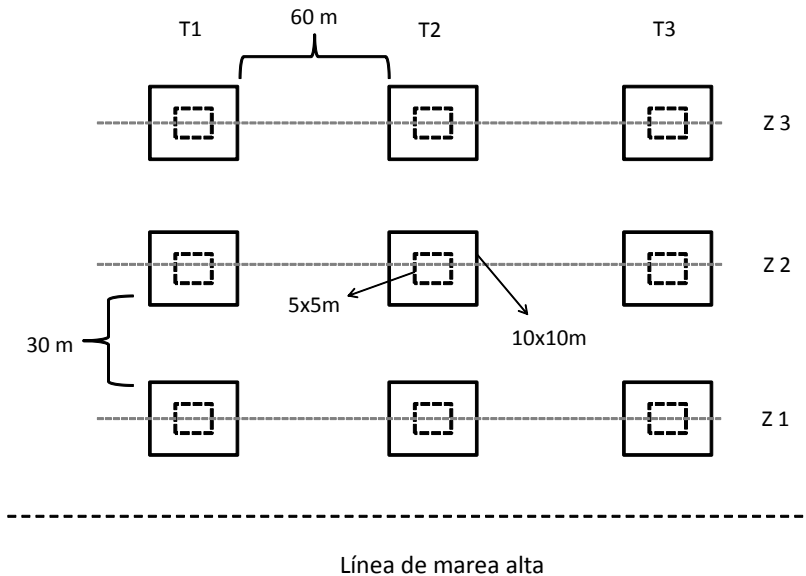 60 m
T1
T2
T3
Z 3
Z 2
5x5m
10x10m
30 m
Z 1
Línea de marea alta